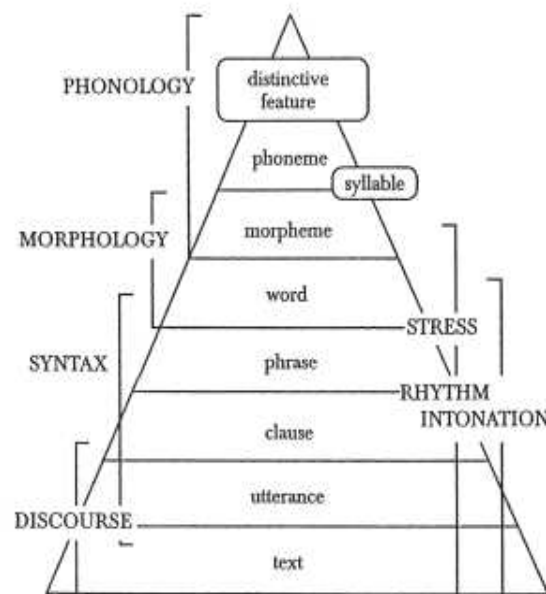 PHONOLOGY
distinctive
feature
phoneme
syllable
MORPHOLOGY
morpheme
word
STRESS
SYNTAX
phrase
RHYTHM
INTONATION
clause
utterance
DISCOURSE
text